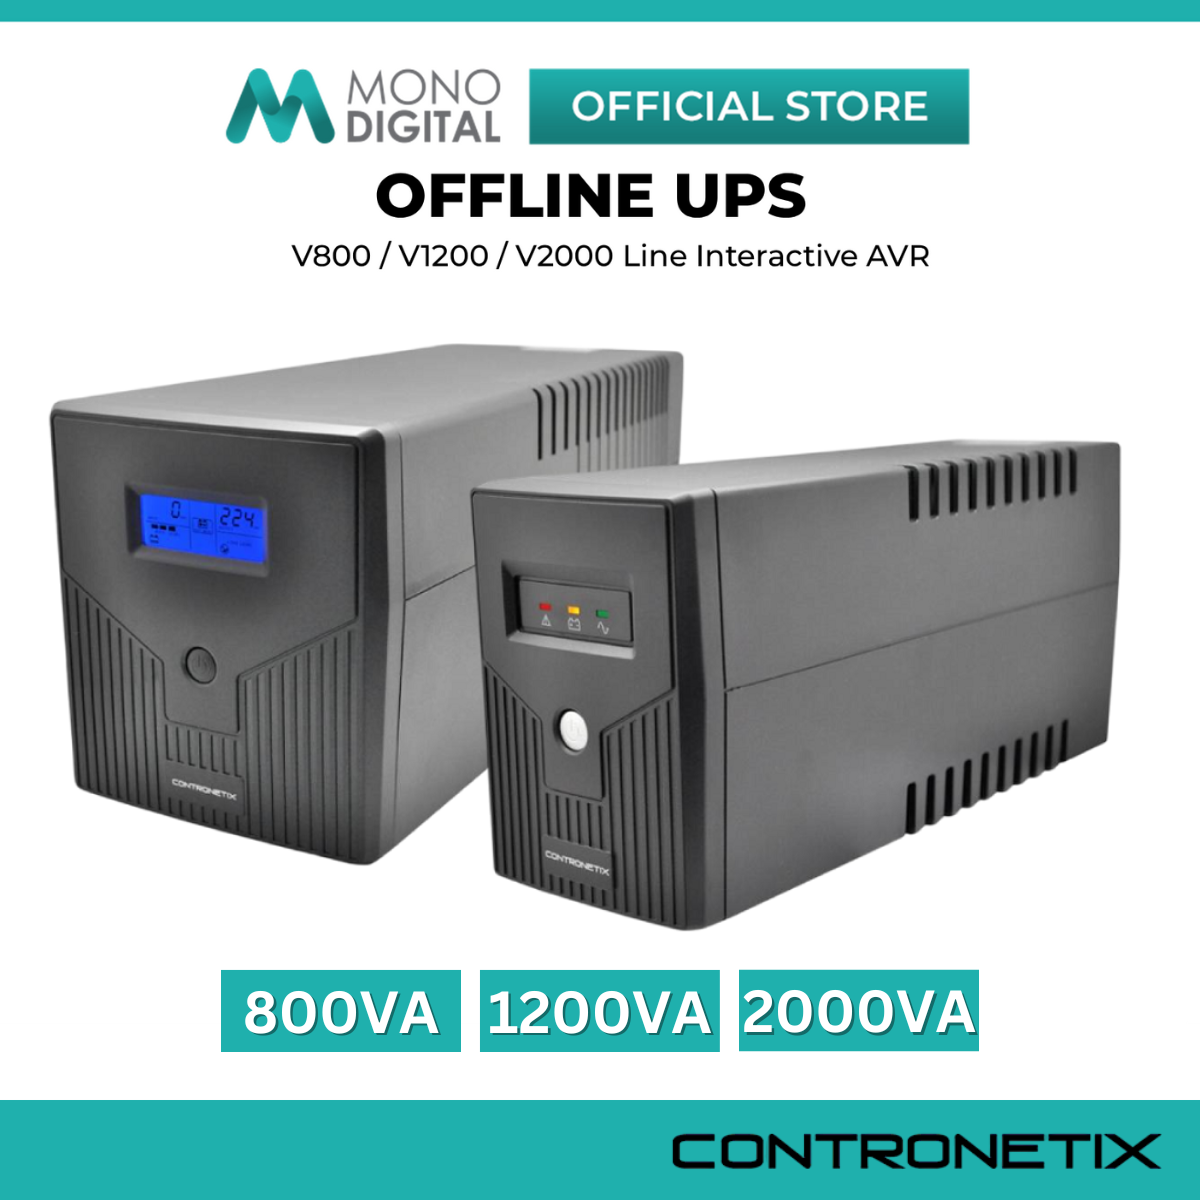 MONO
DIGITAL
OFFICIAL STORE
OFFLINE UPS
V800 / V1200 / V2000 Line Interactive AVR
0
224
CONTRONETIX
CONTRONETIX
800VA
1200VA
2000VA
CONTRONETIX